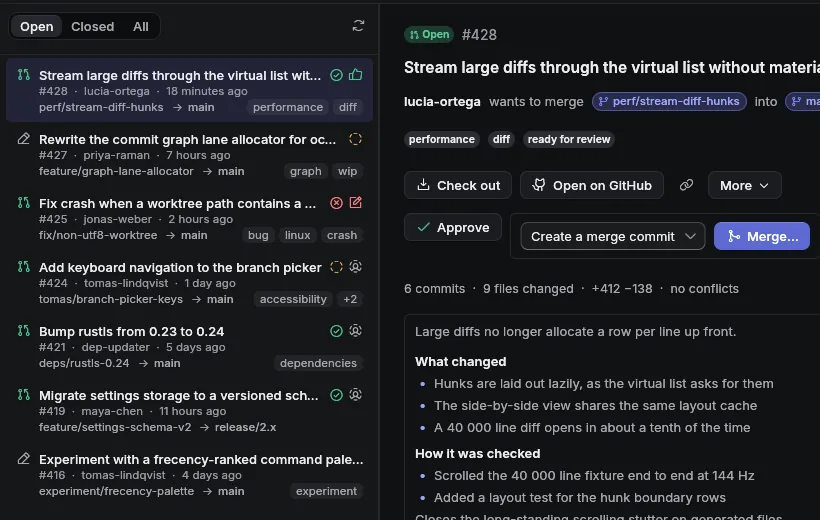 Open Closed All
Stream large diffs through the virtual list wit...
#428 · lucia-ortega · 18 minutes ago
perf/stream-diff-hunks → main performance diff
Rewrite the commit graph lane allocator for oc...
#427 · priya-raman · 7 hours ago
feature/graph-lane-allocator → main graph wip
Fix crash when a worktree path contains a ...
#425 · jonas-weber · 2 hours ago
fix/non-utf8-worktree → main bug linux crash
Add keyboard navigation to the branch picker
#424 · tomas-lindqvist · 1 day ago
tomas/branch-picker-keys → main accessibility +2
Bump rustls from 0.23 to 0.24
#421 · dep-updater · 5 days ago
deps/rustls-0.24 → main dependencies
Migrate settings storage to a versioned sch...
#419 · maya-chen · 11 hours ago
feature/settings-schema-v2 → release/2.x
Experiment with a frecency-ranked command pale...
#416 · tomas-lindqvist · 4 days ago
experiment/frecency-palette → main experiment
Open #428
Stream large diffs through the virtual list without materia
lucia-ortega wants to merge perf/stream-diff-hunks into ma
performance diff ready for review
Check out Open on GitHub More
Approve Create a merge commit Merge...
6 commits · 9 files changed · +412 −138 · no conflicts
Large diffs no longer allocate a row per line up front.
What changed
• Hunks are laid out lazily, as the virtual list asks for them
• The side-by-side view shares the same layout cache
• A 40 000 line diff opens in about a tenth of the time
How it was checked
• Scrolled the 40 000 line fixture end to end at 144 Hz
• Added a layout test for the hunk boundary rows
Closes the long-standing scrolling stutter on generated files